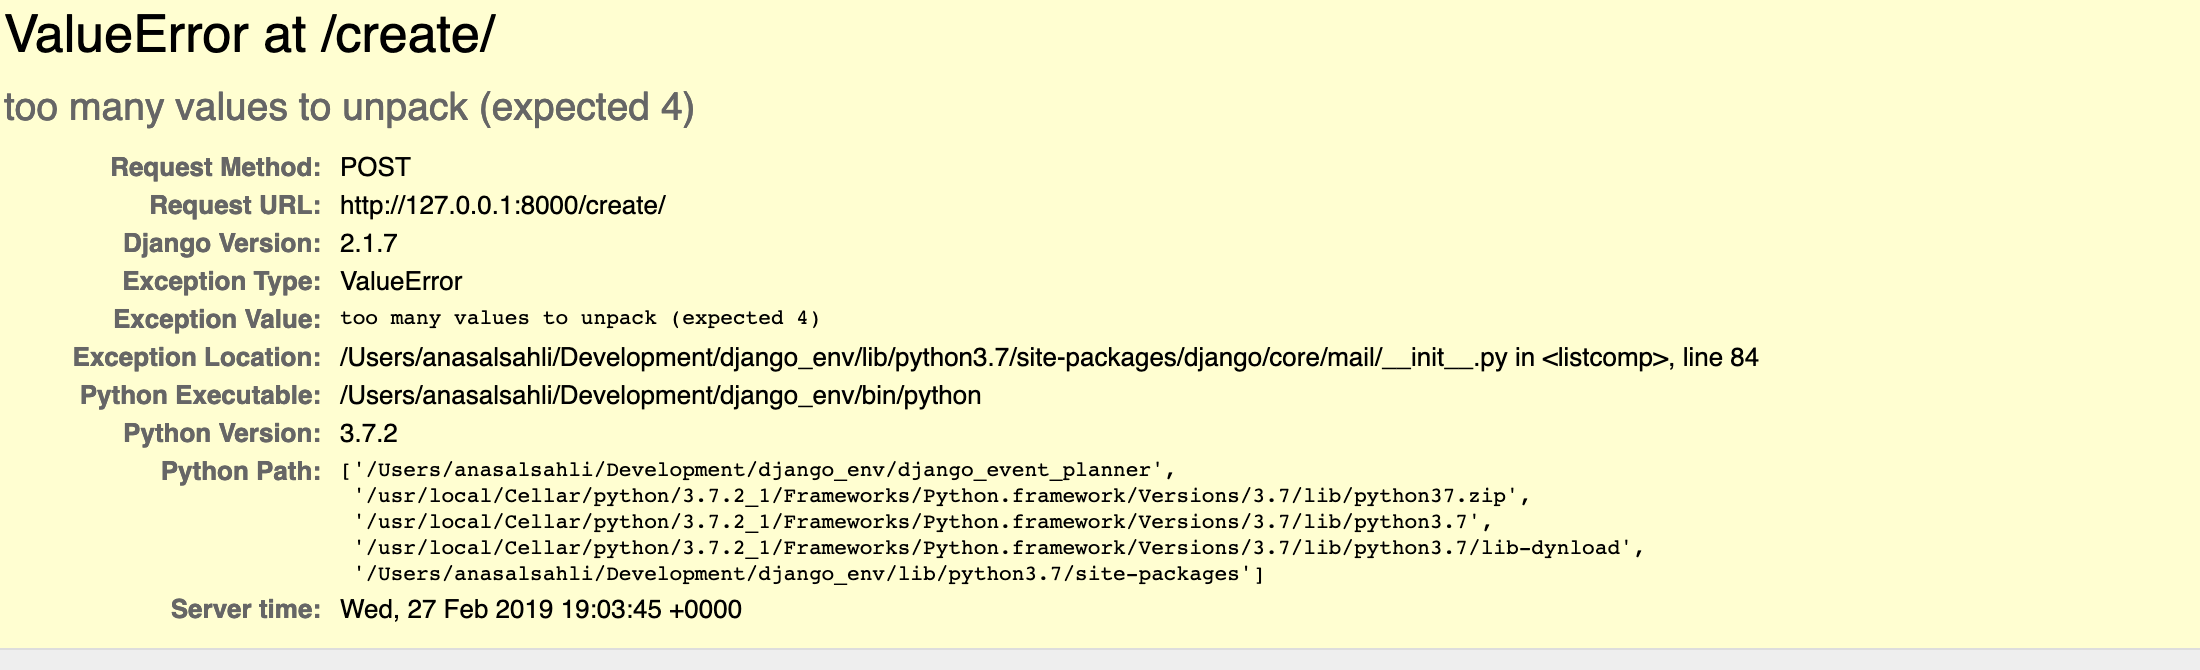 ValueError at /create/
too many values to unpack (expected 4)
Request Method: POST
Request URL: http://127.0.0.1:8000/create/
Django Version: 2.1.7
Exception Type: ValueError
Exception Value: too many values to unpack (expected 4)
Exception Location: /Users/anasalsahli/Development/django_env/lib/python3.7/site-packages/django/core/mail/__init__.py in <listcomp>, line 84
Python Executable: /Users/anasalsahli/Development/django_env/bin/python
Python Version: 3.7.2
Python Path: ['/Users/anasalsahli/Development/django_env/django_event_planner',
'/usr/local/Cellar/python/3.7.2_1/Frameworks/Python.framework/Versions/3.7/lib/python37.zip',
'/usr/local/Cellar/python/3.7.2_1/Frameworks/Python.framework/Versions/3.7/lib/python3.7',
'/usr/local/Cellar/python/3.7.2_1/Frameworks/Python.framework/Versions/3.7/lib/python3.7/lib-dynload',
'/Users/anasalsahli/Development/django_env/lib/python3.7/site-packages']
Server time: Wed, 27 Feb 2019 19:03:45 +0000